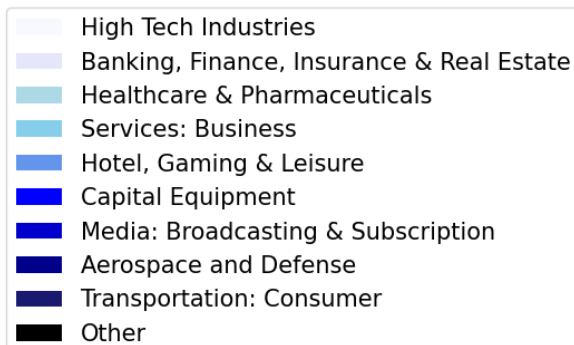 High Tech Industries
Banking, Finance, Insurance & Real Estate
Healthcare & Pharmaceuticals
Services: Business
Hotel, Gaming & Leisure
Capital Equipment
Media: Broadcasting & Subscription
Aerospace and Defense
Transportation: Consumer
Other